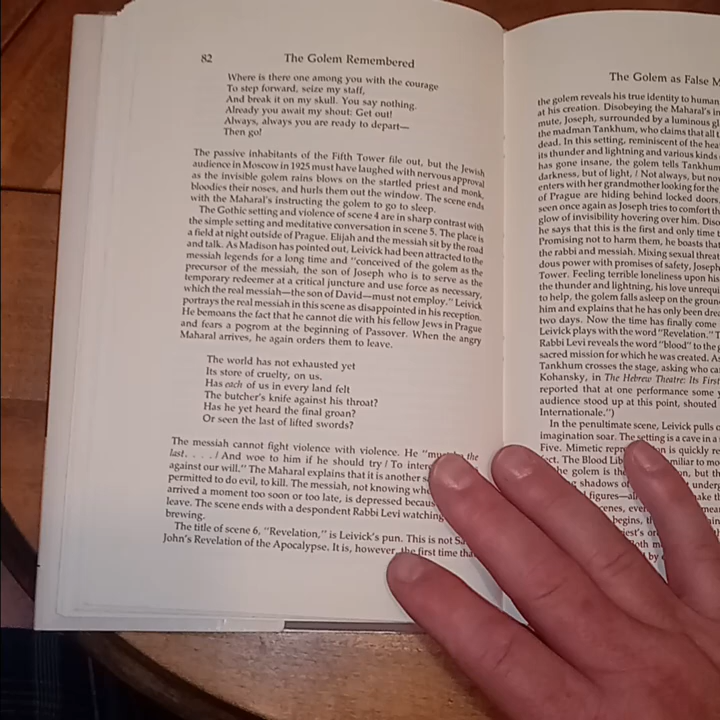 82 The Golem Remembered
Where is there one among you with the courage
To step forward, seize my staff,
And break it on my skull. You say nothing.
Already you await my shout: Get out!
Always, always you are ready to depart—
Then go!
The passive inhabitants of the Fifth Tower file out, but the Jewish
audience in Moscow in 1925 must have laughed with nervous approval
as the invisible golem rains blows on the startled priest and monk,
bloodies their noses, and hurls them out the window. The scene ends
with the Maharal's instructing the golem to go to sleep.
The Gothic setting and violence of scene 4 are in sharp contrast with
the simple setting and meditative conversation in scene 5. The place is
a field at night outside of Prague. Elijah and the messiah sit by the road
and talk. As Madison has pointed out, Leivick had been attracted to the
messiah legends for a long time and "conceived of the golem as the
precursor of the messiah, the son of Joseph who is to serve as the
temporary redeemer at a critical juncture and use force as necessary,
which the real messiah—the son of David—must not employ." Leivick
portrays the real messiah in this scene as disappointed in his reception.
He bemoans the fact that he cannot die with his fellow Jews in Prague
and fears a pogrom at the beginning of Passover. When the angry
Maharal arrives, he again orders them to leave.
The world has not exhausted yet
Its store of cruelty, on us.
Has each of us in every land felt
The butcher's knife against his throat?
Has he yet heard the final groan?
Or seen the last of lifted swords?
The messiah cannot fight violence with violence. He the
last. . . . / And woe to him if he should try / To
against our will." The Maharal explains that it is another
permitted to do evil, to kill. The messiah, not knowing
arrived a moment too soon or too late, is depressed
leave. The scene ends with a despondent Rabbi Levi watching
brewing.
The title of scene 6, "Revelation," is Leivick's pun. This is not
John's Revelation of the Apocalypse. It is, however, the first time
The Golem as False
the golem reveals his true identity to human
at his creation. Disobeying the Maharal's
mute, Joseph, surrounded by a luminous
the madman Tankhum, who claims that all
dead. In this setting, reminiscent of the
its thunder and lightning and various kinds
has gone insane, the golem tells Tankhum
darkness, but of light, / Not always, but
enters with her grandmother looking for the
of Prague are hiding behind locked doors.
seen once again as Joseph tries to comfort
glow of invisibility hovering over him.
he says that this is the first and only time
Promising not to harm them, he boasts that
the rabbi and messiah. Mixing sexual
dous power with promises of safety, Joseph
Tower. Feeling terrible loneliness upon his
the thunder and lightning, his love
to help, the golem falls asleep on the
him and explains that he has only been
two days. Now the time has finally come
Leivick plays with the word "Revelation."
Rabbi Levi reveals the word "blood" to the
sacred mission for which he was created.
Tankhum crosses the stage, asking who
Kohansky, in The Hebrew Theatre: Its
reported that at one performance some
audience stood up at this point, shouted
Internationale.")
In the penultimate scene, Leivick pulls
imagination soar. The setting is a cave in a
Five. Mimetic is quickly
The Blood to
the golem is the but
shadows of
figures
begins,
by